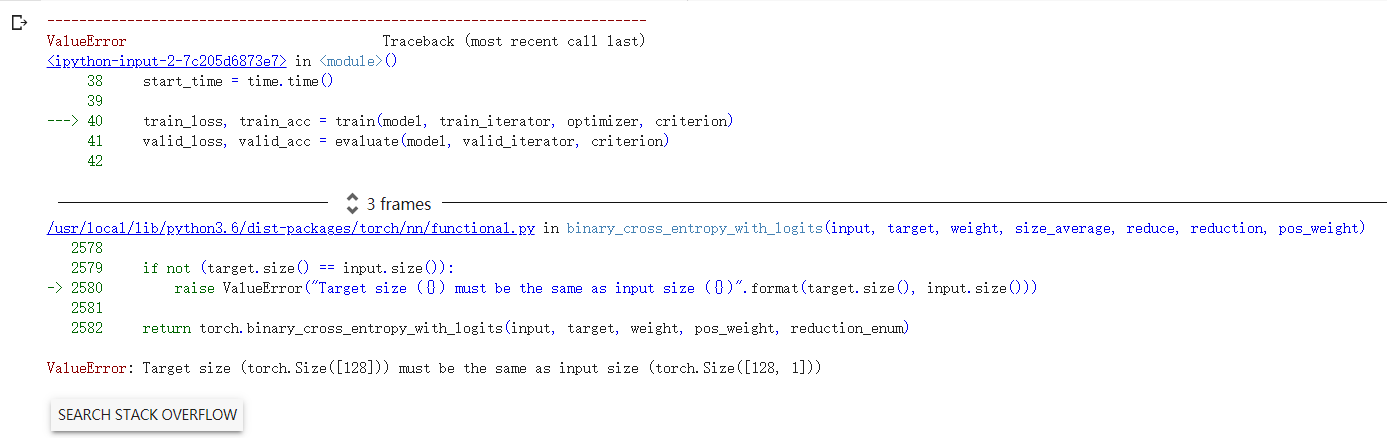 ---------------------------------------------------------------------------
ValueError                                Traceback (most recent call last)
<ipython-input-2-7c205d6873e7> in <module>()
     38     start_time = time.time()
     39
---> 40     train_loss, train_acc = train(model, train_iterator, optimizer, criterion)
     41     valid_loss, valid_acc = evaluate(model, valid_iterator, criterion)
     42
3 frames
/usr/local/lib/python3.6/dist-packages/torch/nn/functional.py in binary_cross_entropy_with_logits(input, target, weight, size_average, reduce, reduction, pos_weight)
   2578
   2579     if not (target.size() == input.size()):
-> 2580         raise ValueError("Target size ({}) must be the same as input size ({})".format(target.size(), input.size()))
   2581
   2582     return torch.binary_cross_entropy_with_logits(input, target, weight, pos_weight, reduction_enum)
ValueError: Target size (torch.Size([128])) must be the same as input size (torch.Size([128, 1]))
SEARCH STACK OVERFLOW